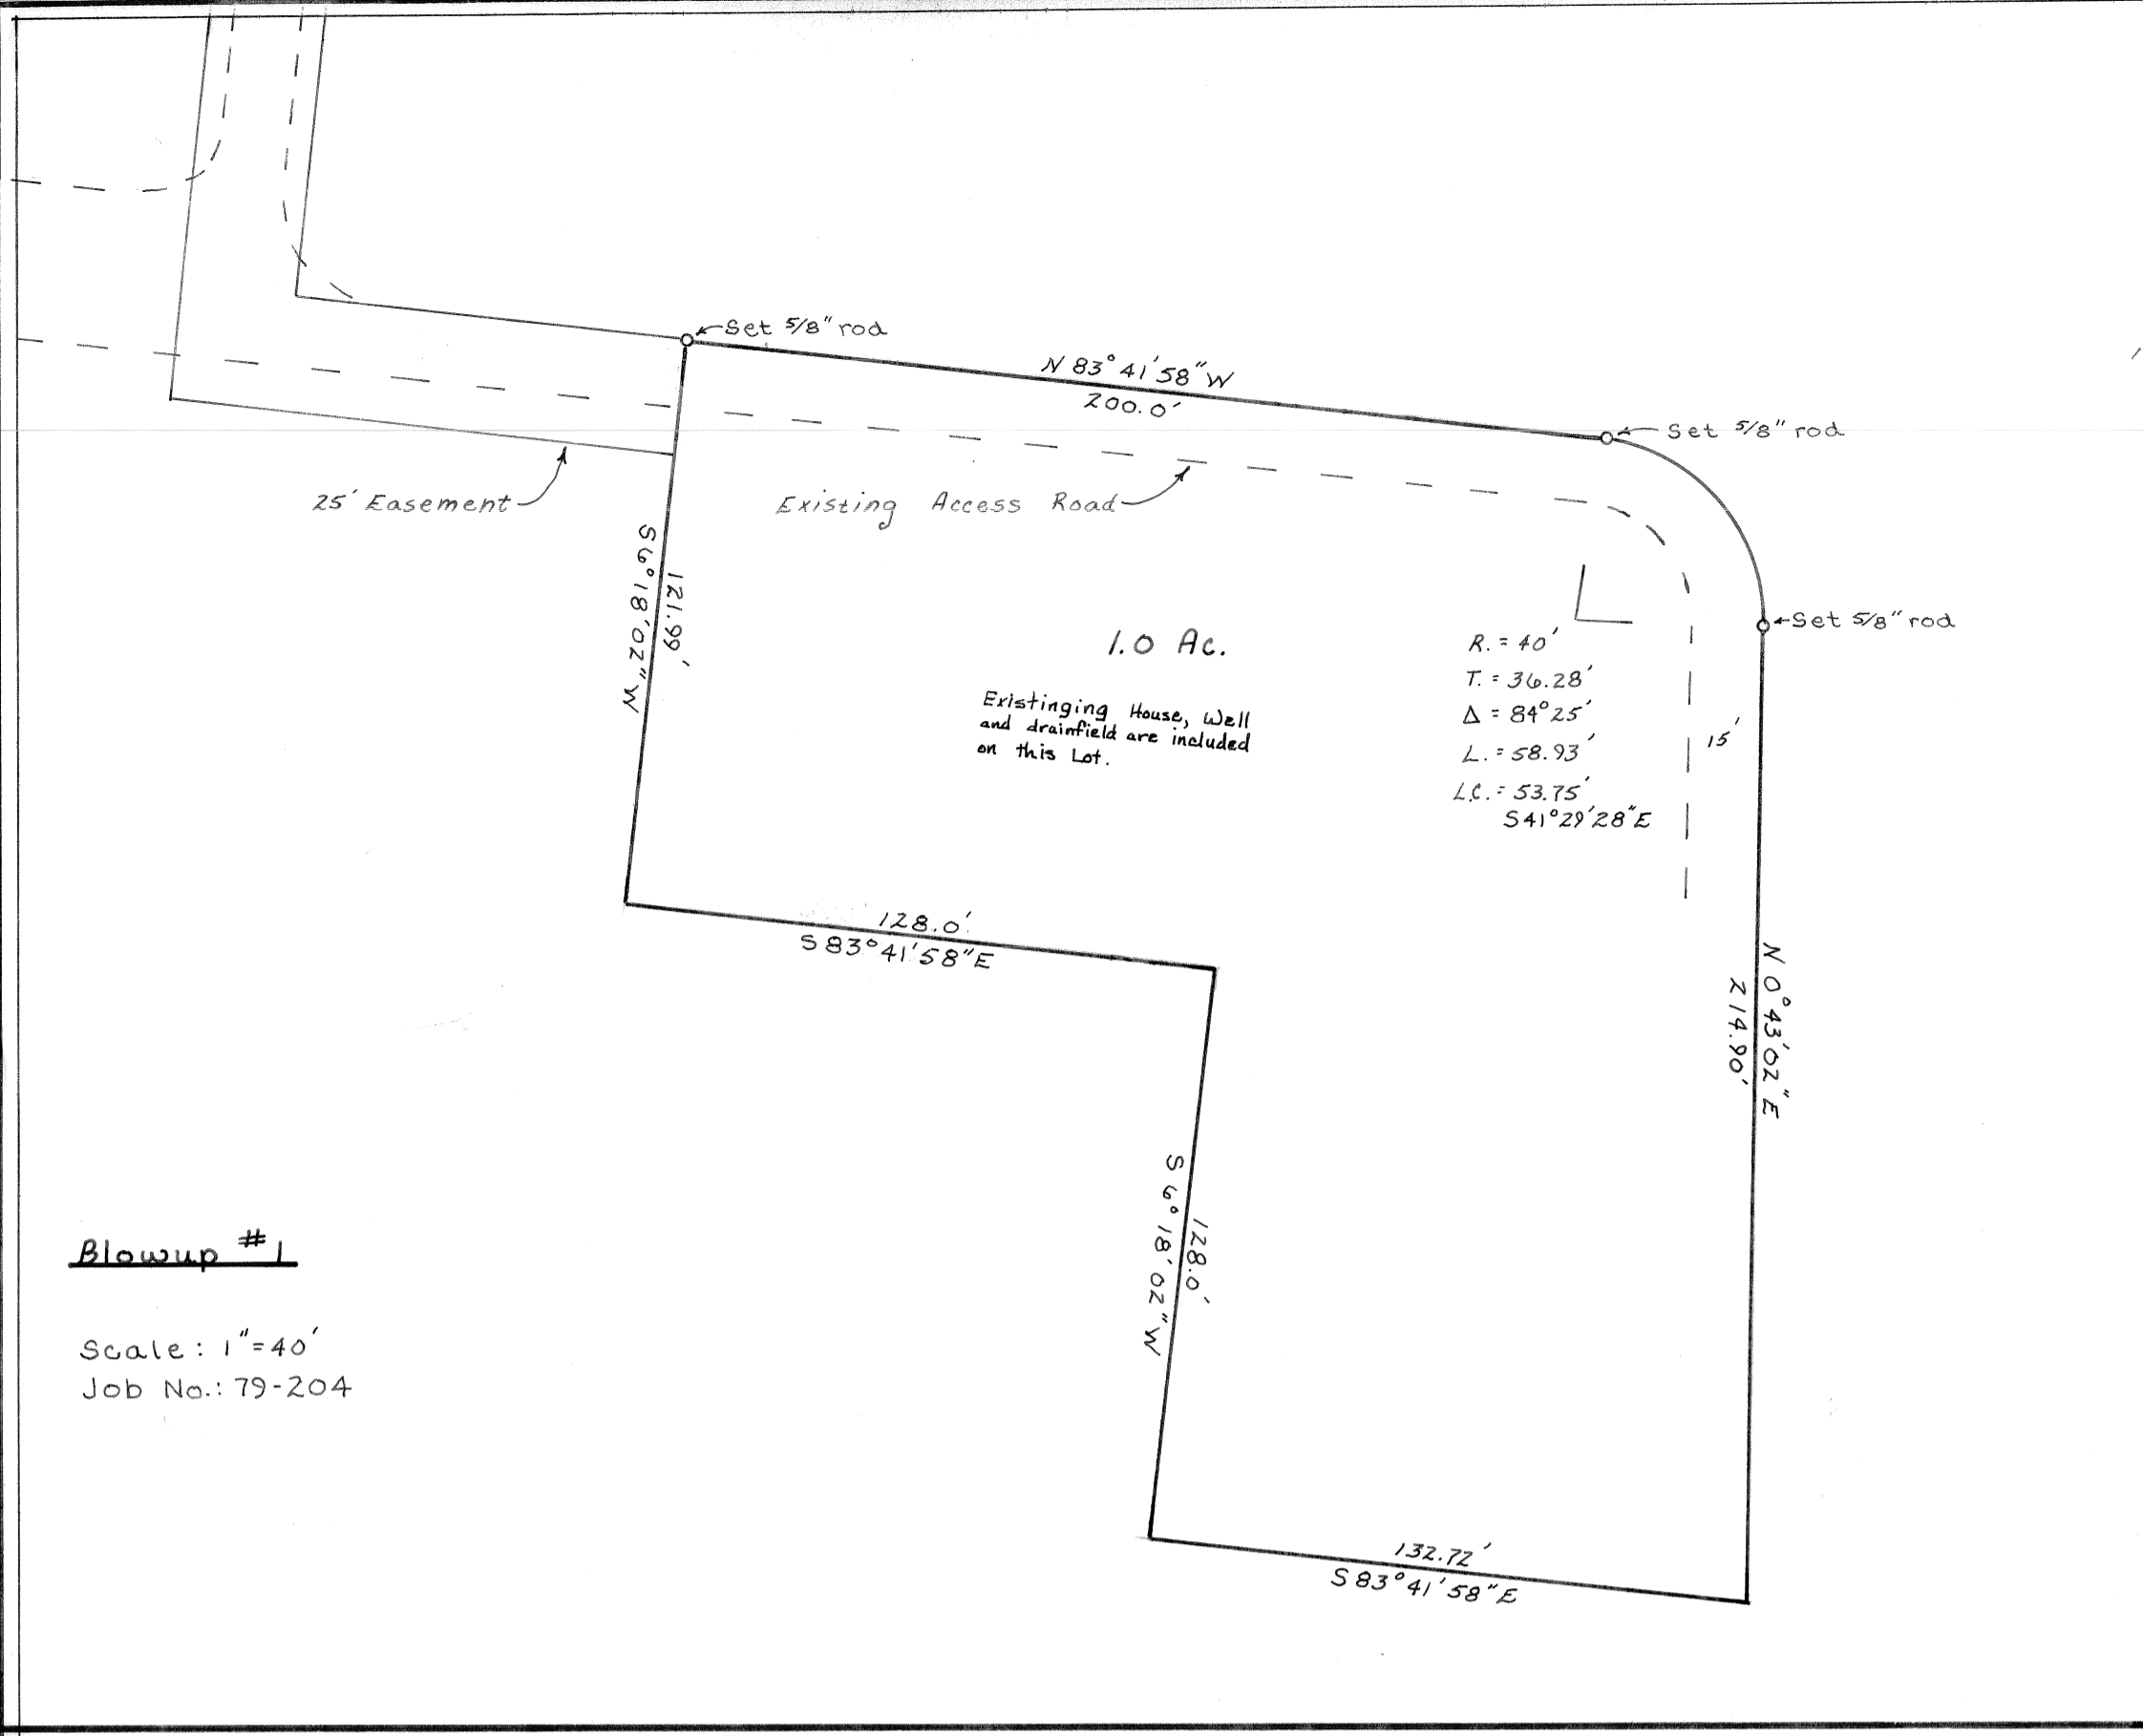 Set 5/8" rod
N 83° 41' 58" W
200.0'
Set 5/8" rod
25' Easement
Existing Access Road
S 6° 18' 02" W
121.99'
Set 5/8" rod
1.0 Ac.
Existinging House, Well
and drainfield are included
on this Lot.
R. = 40'
T. = 36.28'
Δ = 84° 25'
L. = 58.93'
L.C. = 53.75'
S 41° 29' 28" E
15'
128.0'
S 83° 41' 58" E
N 0° 43' 02" E
214.90'
S 6° 18' 02" W
128.0'
Blowup #1
Scale: 1" = 40'
Job No.: 79-204
132.72'
S 83° 41' 58" E